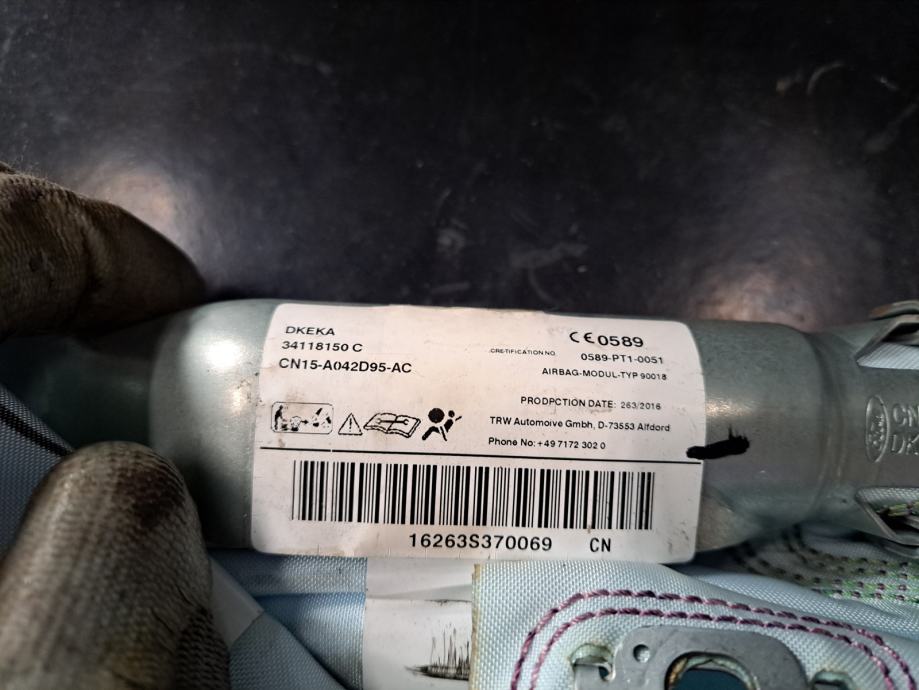 DKEKA
34118150 C
CN15-A042D95-AC
CE0589
CRETIFICATION NO. 0589-PT1-0051
AIRBAG-MODUL-TYP 90018
PRODPCTION DATE: 263/2016
TRW Automoive Gmbh, D-73553 Alfdord
Phone No: +49 7172 302 0
16263S370069 CN